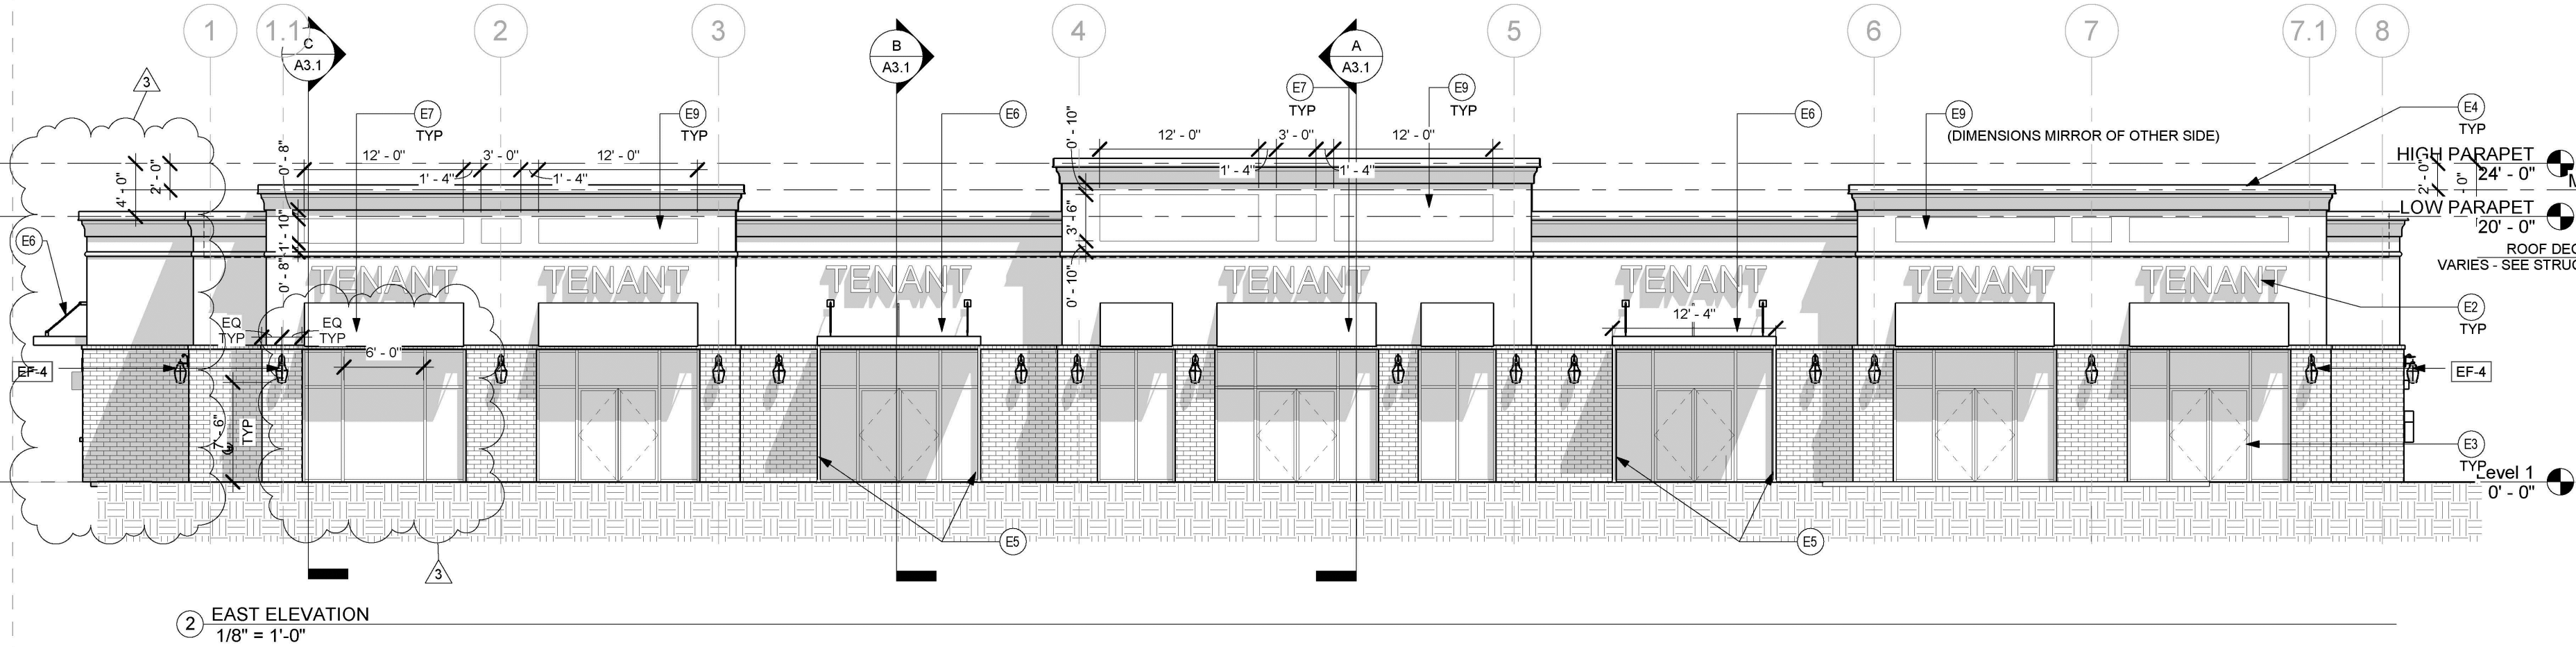 1
1.1
2
3
4
5
6
7
7.1
8
C
A3.1
B
A3.1
A
A3.1
3
E7
TYP
E9
TYP
E6
E7
TYP
E9
TYP
E6
E9
(DIMENSIONS MIRROR OF OTHER SIDE)
E4
TYP
HIGH PARAPET
24' - 0"
LOW PARAPET
20' - 0"
ROOF DEC
VARIES - SEE STRUC
2' - 0"
4' - 0"
2' - 0"
0' - 8"
1' - 10"
0' - 8"
12' - 0"
3' - 0"
12' - 0"
1' - 4"
1' - 4"
0' - 10"
3' - 6"
0' - 10"
12' - 0"
3' - 0"
12' - 0"
1' - 4"
1' - 4"
E6
TENANT
TENANT
TENANT
TENANT
TENANT
TENANT
TENANT
E2
TYP
EQ
TYP
EQ
TYP
6' - 0"
12' - 4"
EF-4
EF-4
7' - 6"
TYP
E3
TYP
Level 1
0' - 0"
E5
E5
3
2
EAST ELEVATION
1/8" = 1'-0"